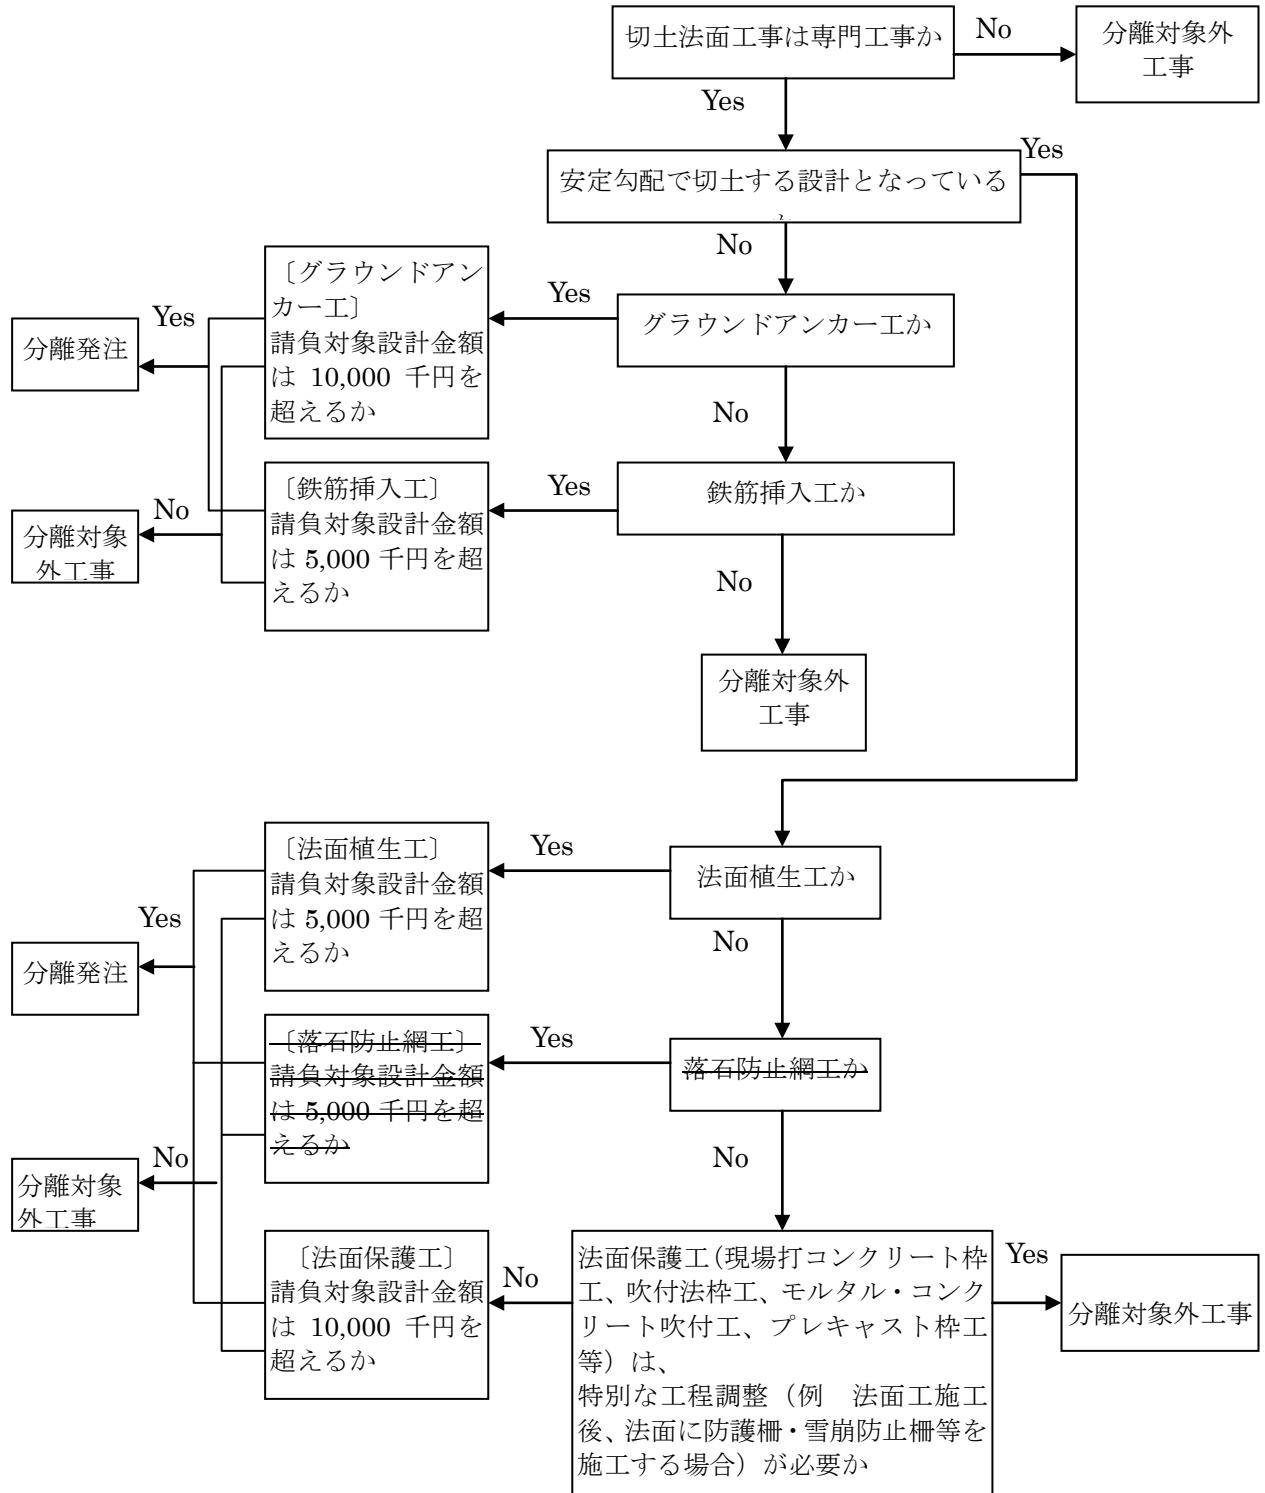 切土法面工事は専門工事か
No
分離対象外
工事
Yes
安定勾配で切土する設計となっている
Yes
No
〔グラウンドアン
カー工〕
請負対象設計金額
は 10,000 千円を
超えるか
Yes
グラウンドアンカー工か
Yes
分離発注
No
〔鉄筋挿入工〕
請負対象設計金額
は 5,000 千円を超
えるか
Yes
鉄筋挿入工か
No
分離対象
外工事
No
分離対象外
工事
〔法面植生工〕
請負対象設計金額
は 5,000 千円を超
えるか
Yes
法面植生工か
Yes
分離発注
No
〔落石防止網工〕
請負対象設計金額
は 5,000 千円を超
えるか
Yes
落石防止網工か
No
分離対象
外工事
No
〔法面保護工〕
請負対象設計金額
は 10,000 千円を
超えるか
No
法面保護工（現場打コンクリート枠
工、吹付法枠工、モルタル・コンク
リート吹付工、プレキャスト枠工
等）は、
特別な工程調整（例　法面工施工
後、法面に防護柵・雪崩防止柵等を
施工する場合）が必要か
Yes
分離対象外工事